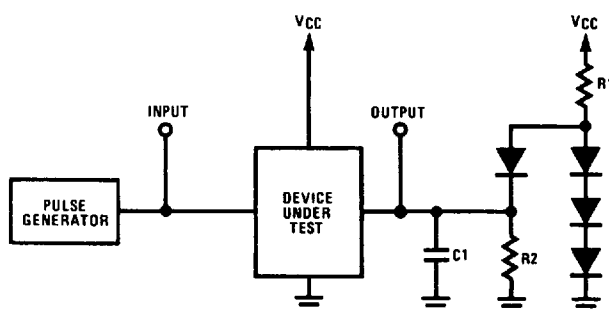 VCC
VCC
R1
INPUT
OUTPUT
PULSE
GENERATOR
DEVICE
UNDER
TEST
C1
R2